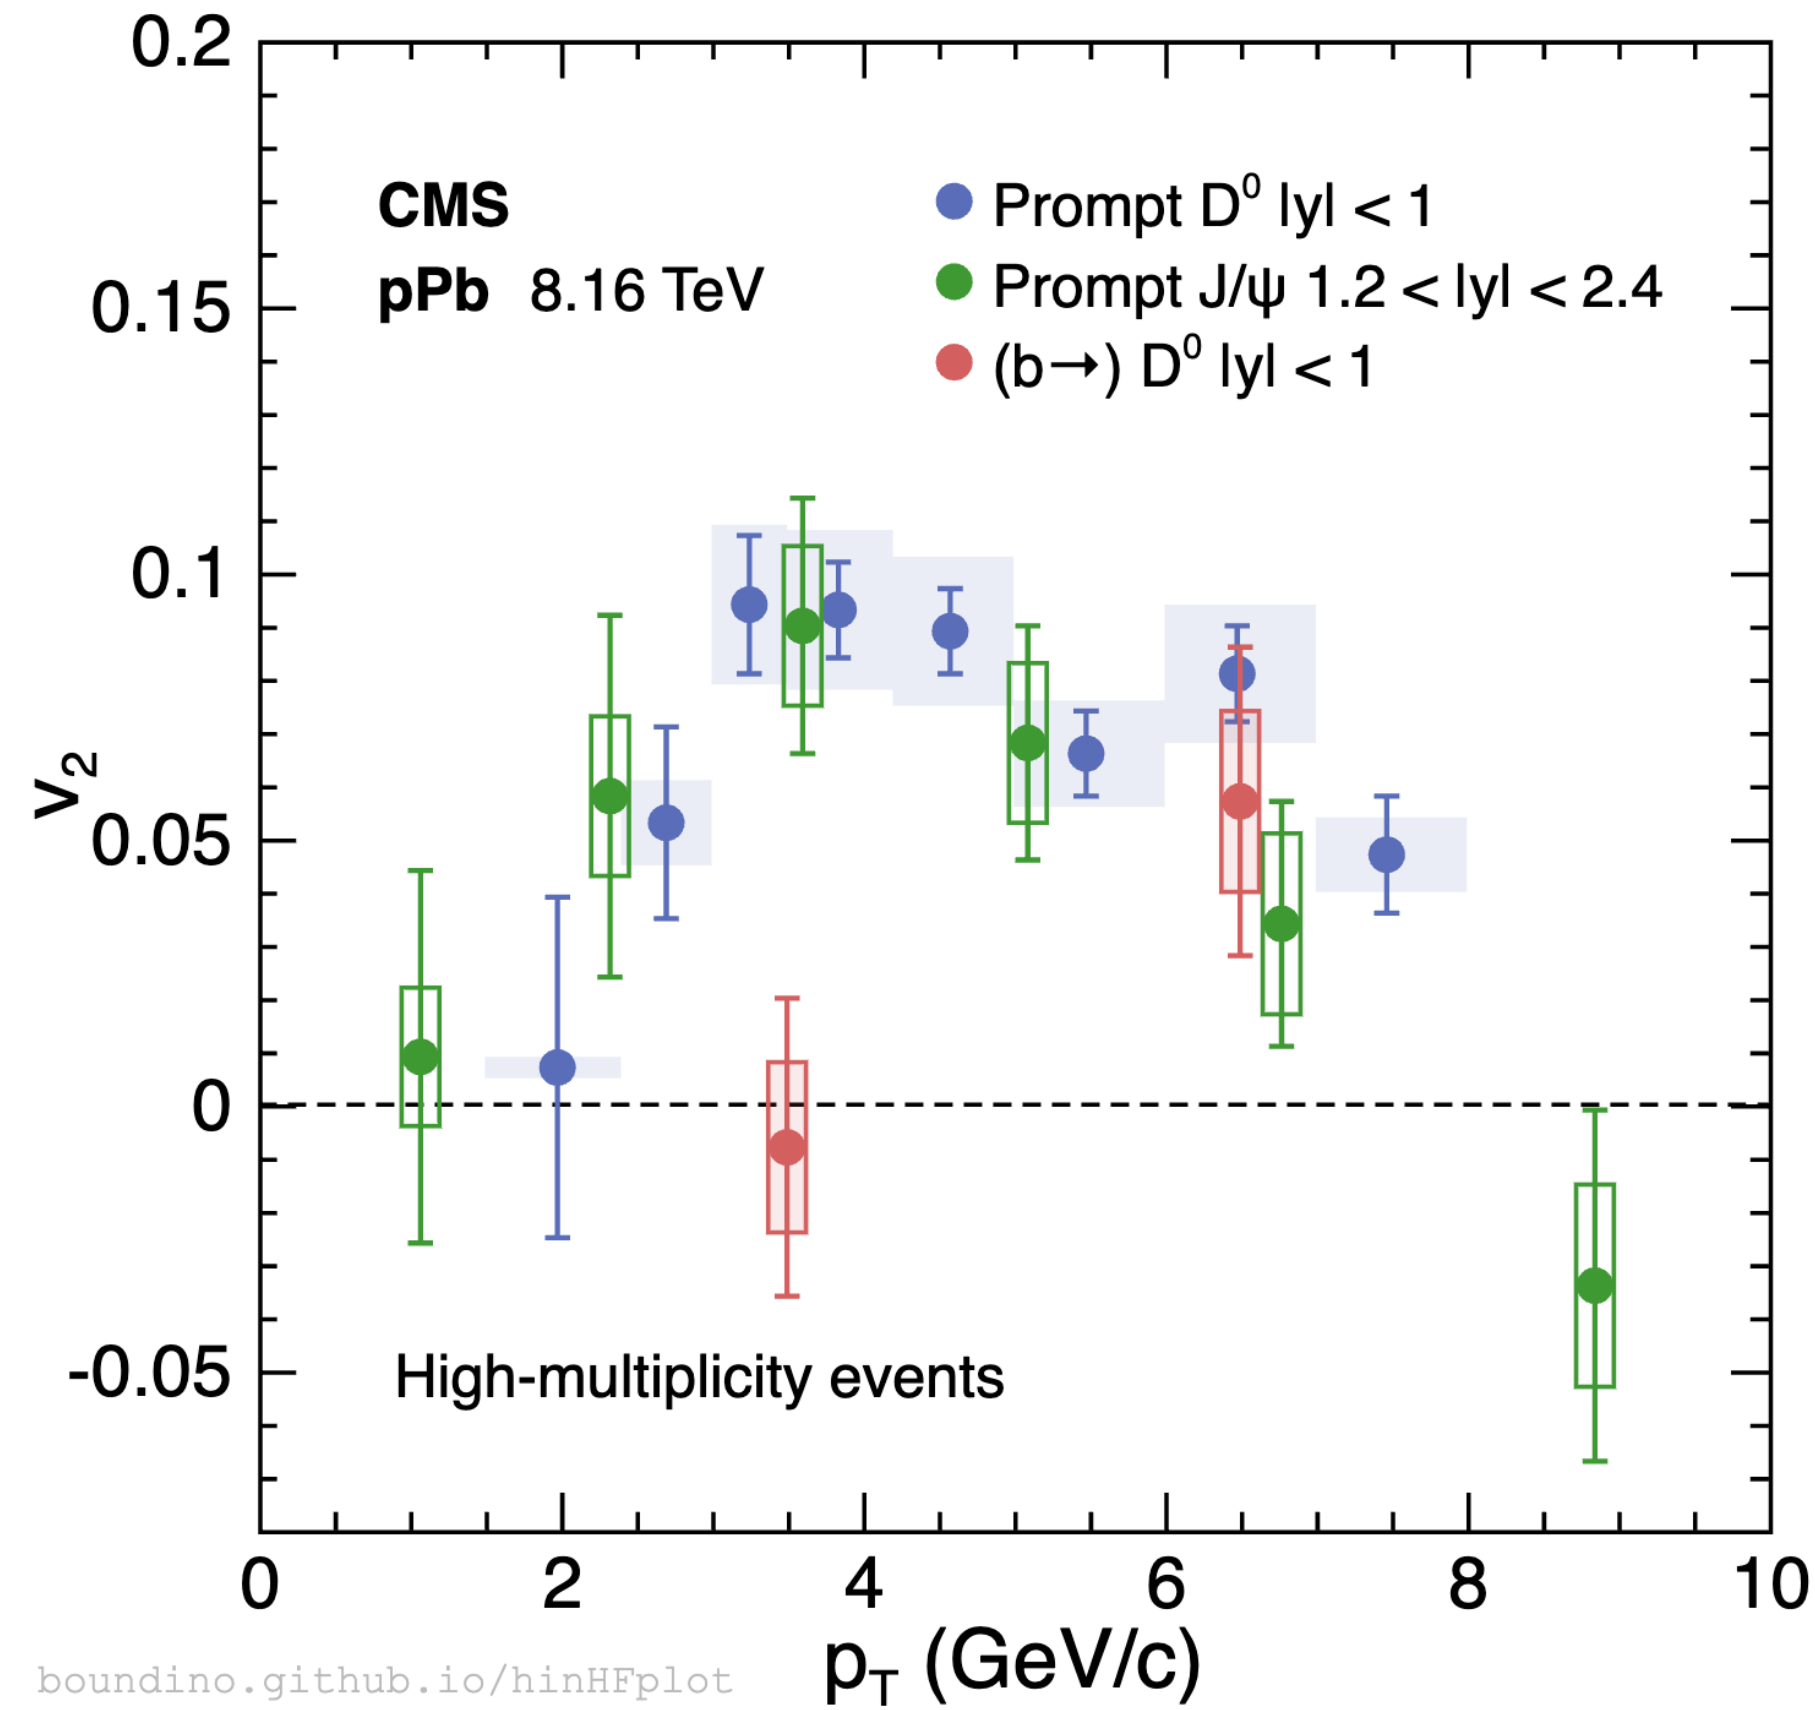 0.2
0.15
0.1
0.05
0
-0.05
v2
CMS
pPb 8.16 TeV
Prompt D0 |y| < 1
Prompt J/ψ 1.2 < |y| < 2.4
(b→) D0 |y| < 1
High-multiplicity events
0 2 4 6 8 10
pT (GeV/c)
boundino.github.io/hinHFplot